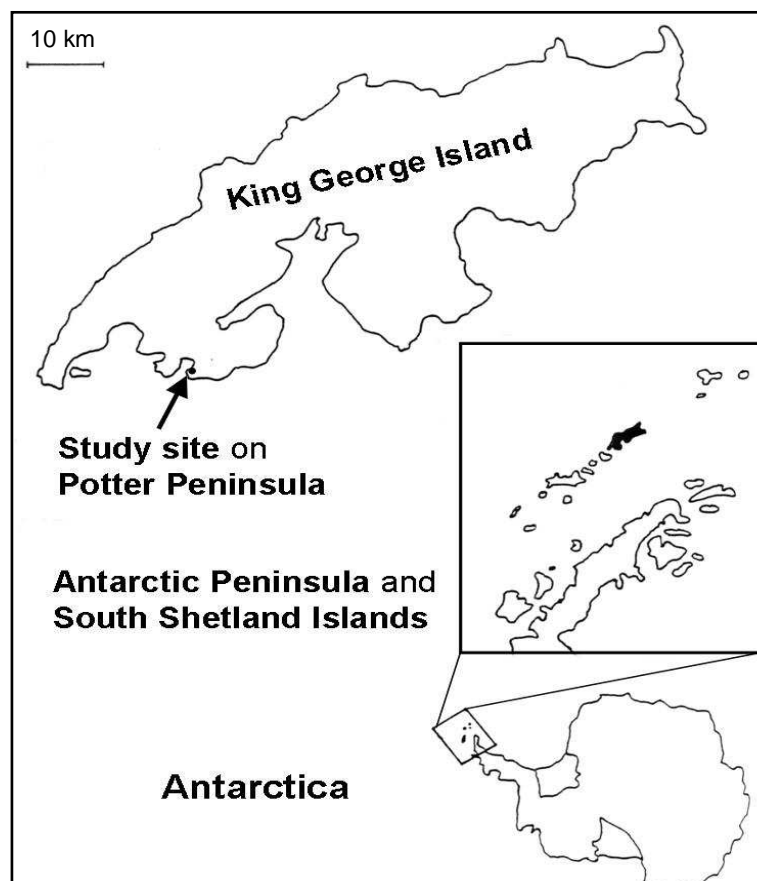 10 km
King George Island
Study site on
Potter Peninsula
Antarctic Peninsula and
South Shetland Islands
Antarctica